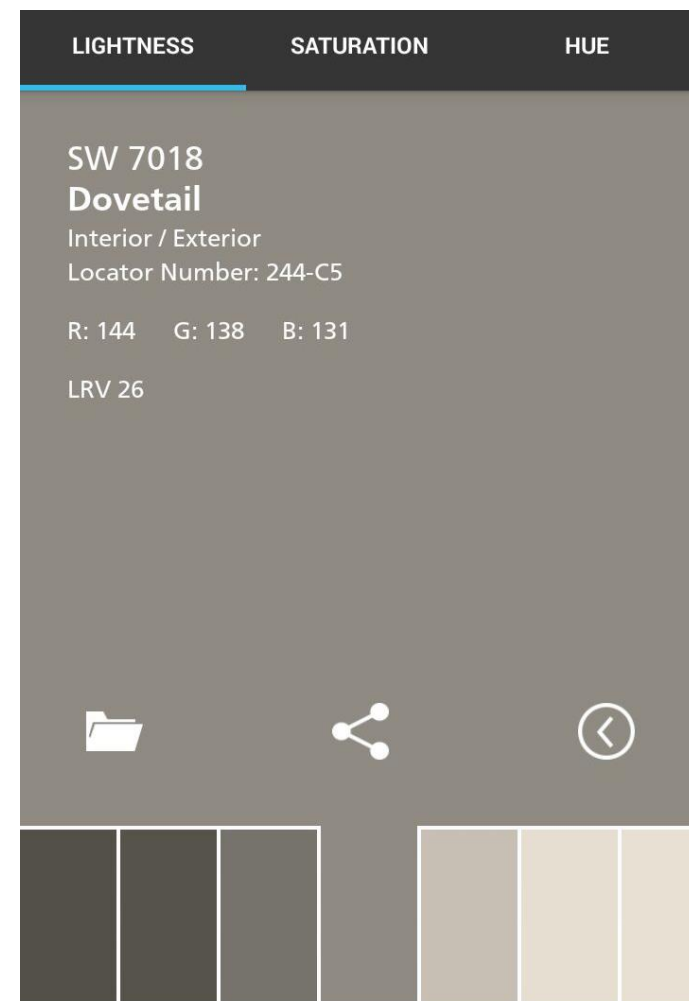 LIGHTNESS SATURATION HUE
SW 7018
Dovetail
Interior / Exterior
Locator Number: 244-C5
R: 144 G: 138 B: 131
LRV 26